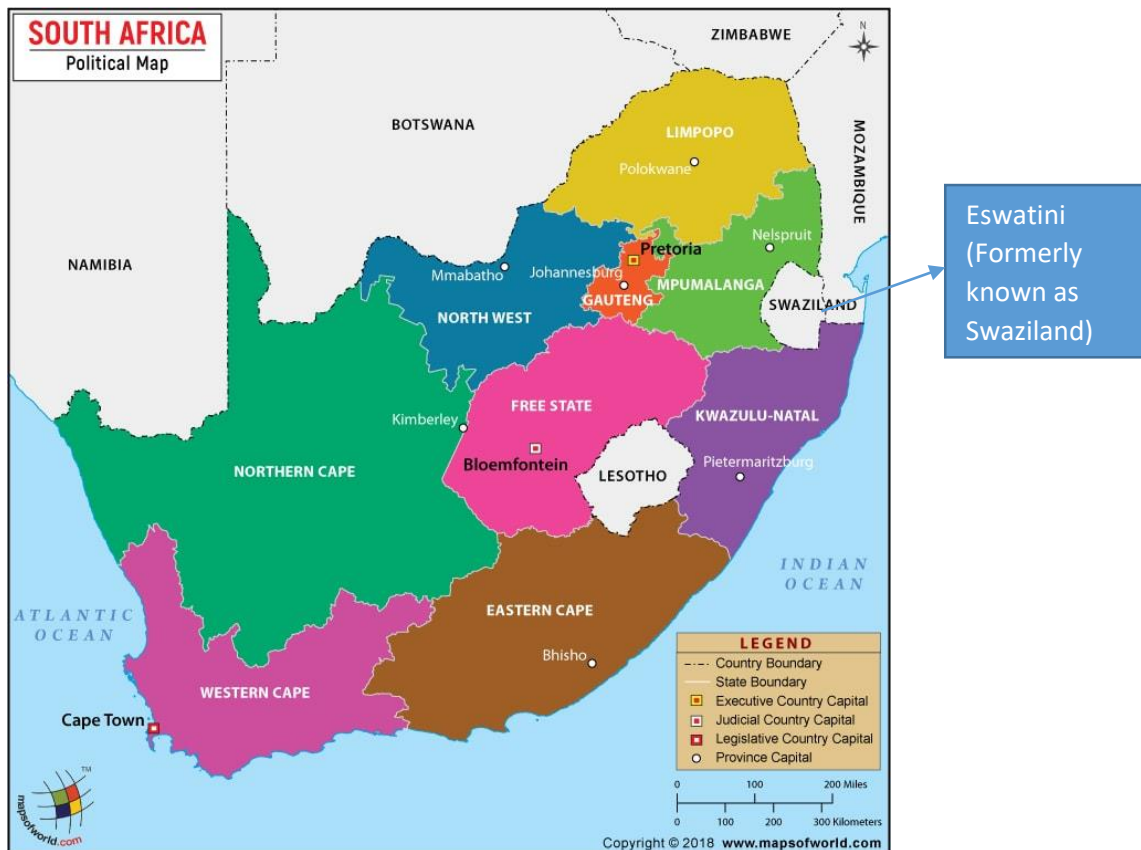 SOUTH AFRICA
Political Map
ZIMBABWE
N
BOTSWANA
LIMPOPO
Polokwane
MOZAMBIQUE
NAMIBIA
Nelspruit
Pretoria
Mmabatho
Johannesburg
MPUMALANGA
GAUTENG
SWAZILAND
NORTH WEST
Eswatini
(Formerly
known as
Swaziland)
FREE STATE
Kimberley
KWAZULU-NATAL
Bloemfontein
NORTHERN CAPE
LESOTHO
Pietermaritzburg
INDIAN
OCEAN
ATLANTIC
OCEAN
EASTERN CAPE
Bhisho
WESTERN CAPE
Cape Town
LEGEND
Country Boundary
State Boundary
Executive Country Capital
Judicial Country Capital
Legislative Country Capital
Province Capital
0 100 200 Miles
0 100 200 300 Kilometers
TM
mapsofworld.com
Copyright © 2018 www.mapsofworld.com